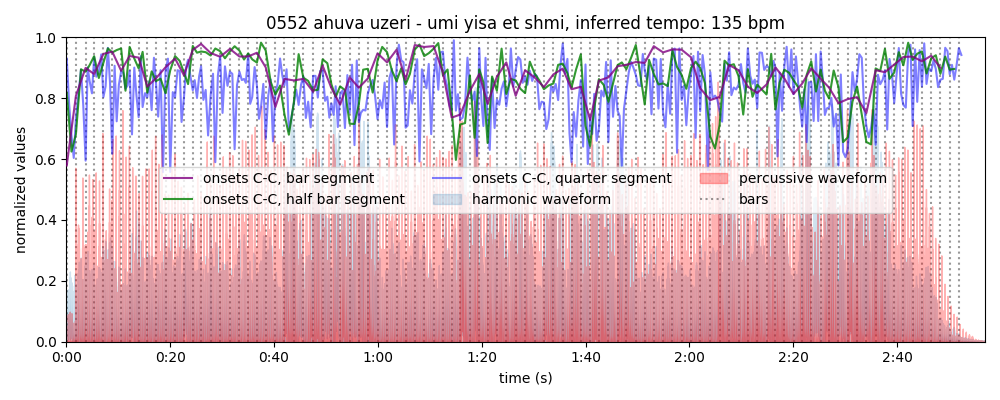 0552 ahuva uzeri - umi yisa et shmi, inferred tempo: 135 bpm
normalized values
1.0
0.8
0.6
0.4
0.2
0.0
onsets C-C, bar segment
onsets C-C, half bar segment
onsets C-C, quarter segment
harmonic waveform
percussive waveform
bars
0:00 0:20 0:40 1:00 1:20 1:40 2:00 2:20 2:40
time (s)